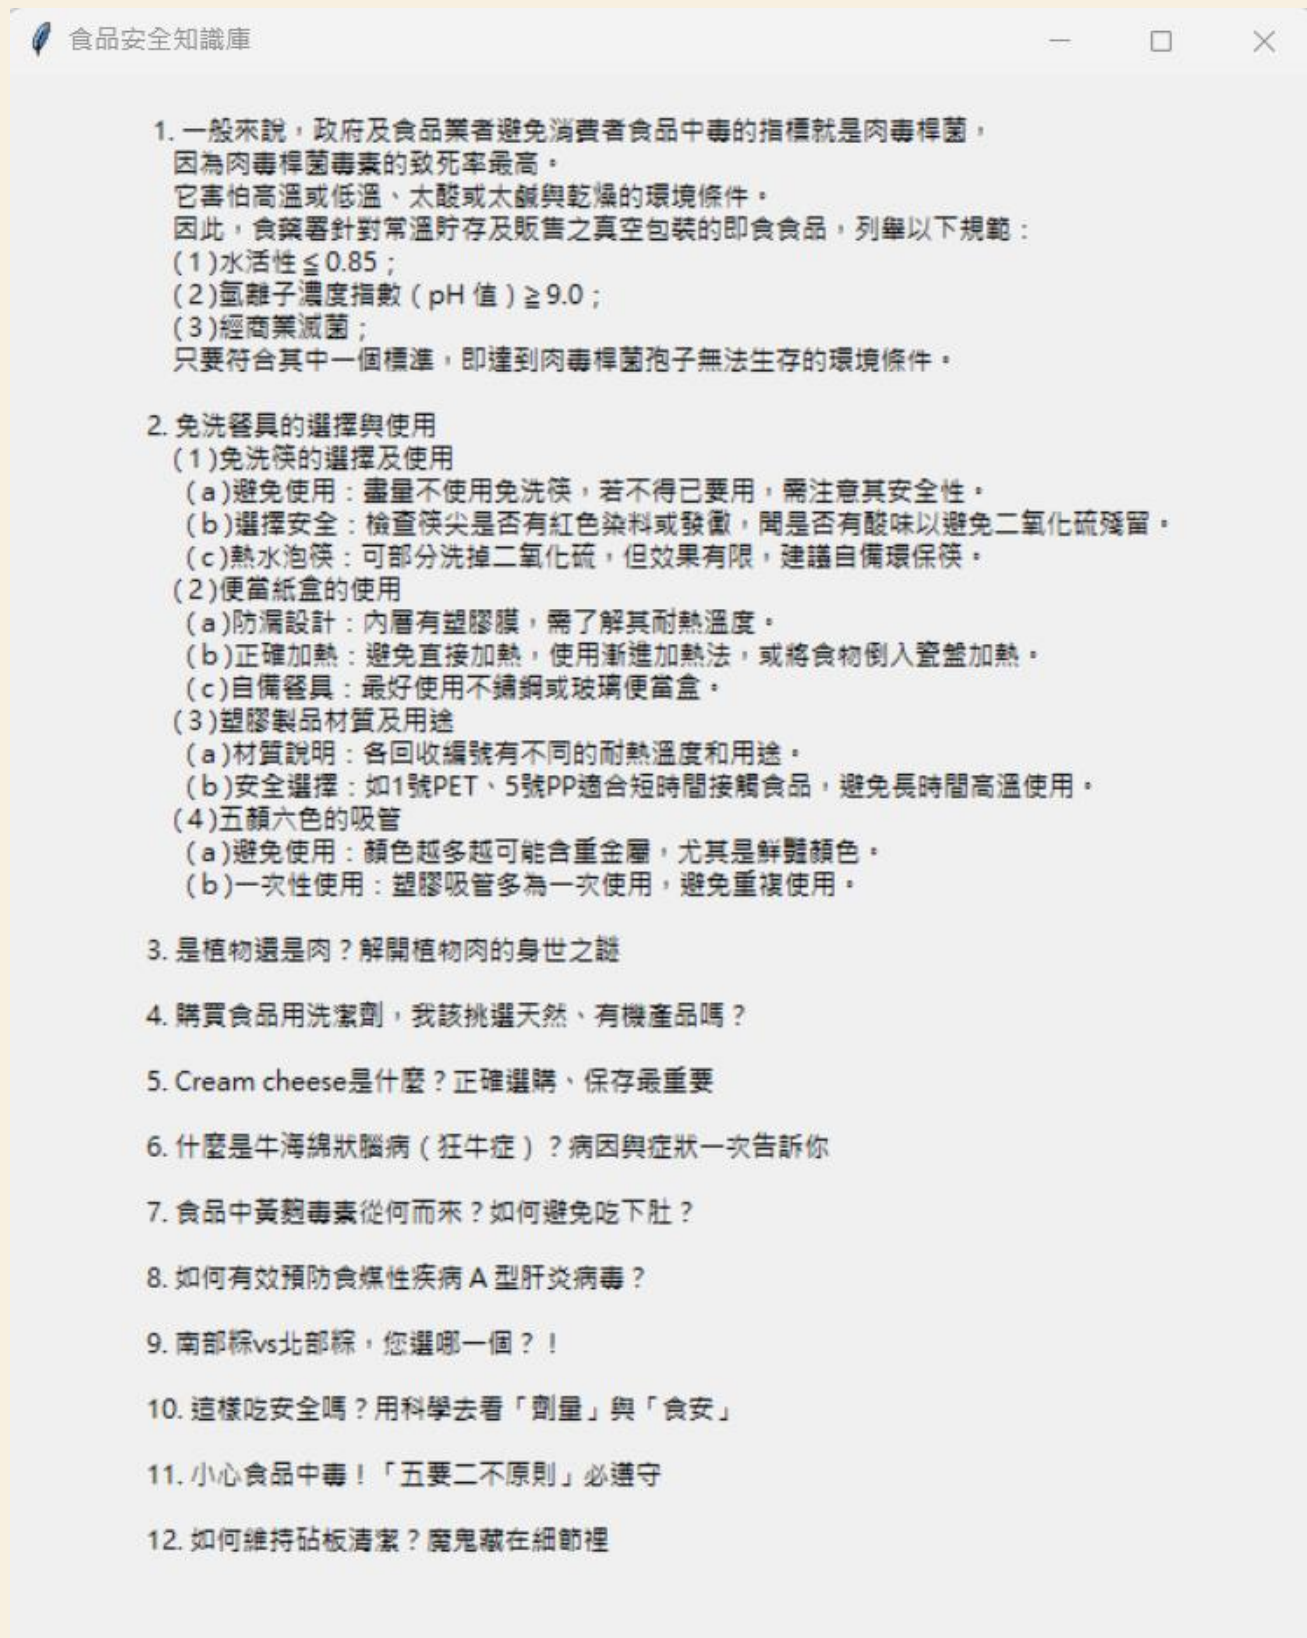 食品安全知識庫
1. 一般來說，政府及食品業者避免消費者食品中毒的指標就是肉毒桿菌，
因為肉毒桿菌毒素的致死率最高。
它害怕高溫或低溫、太酸或太鹹與乾燥的環境條件。
因此，食藥署針對常溫貯存及販售之真空包裝的即食食品，列舉以下規範：
(1)水活性≦0.85；
(2)氫離子濃度指數（pH 值）≧9.0；
(3)經商業滅菌；
只要符合其中一個標準，即達到肉毒桿菌孢子無法生存的環境條件。
2. 免洗餐具的選擇與使用
(1)免洗筷的選擇及使用
(a)避免使用：盡量不使用免洗筷，若不得已要用，需注意其安全性。
(b)選擇安全：檢查筷尖是否有紅色染料或發黴，聞是否有酸味以避免二氧化硫殘留。
(c)熱水泡筷：可部分洗掉二氧化硫，但效果有限，建議自備環保筷。
(2)便當紙盒的使用
(a)防漏設計：內層有塑膠膜，需了解其耐熱溫度。
(b)正確加熱：避免直接加熱，使用漸進加熱法，或將食物倒入瓷盤加熱。
(c)自備餐具：最好使用不鏽鋼或玻璃便當盒。
(3)塑膠製品材質及用途
(a)材質說明：各回收編號有不同的耐熱溫度和用途。
(b)安全選擇：如1號PET、5號PP適合短時間接觸食品，避免長時間高溫使用。
(4)五顏六色的吸管
(a)避免使用：顏色越多越可能含重金屬，尤其是鮮豔顏色。
(b)一次性使用：塑膠吸管多為一次使用，避免重複使用。
3. 是植物還是肉？解開植物肉的身世之謎
4. 購買食品用洗潔劑，我該挑選天然、有機產品嗎？
5. Cream cheese是什麼？正確選購、保存最重要
6. 什麼是牛海綿狀腦病（狂牛症）？病因與症狀一次告訴你
7. 食品中黃麴毒素從何而來？如何避免吃下肚？
8. 如何有效預防食媒性疾病 A 型肝炎病毒？
9. 南部粽vs北部粽，您選哪一個？！
10. 這樣吃安全嗎？用科學去看「劑量」與「食安」
11. 小心食品中毒！「五要二不原則」必遵守
12. 如何維持砧板清潔？魔鬼藏在細節裡